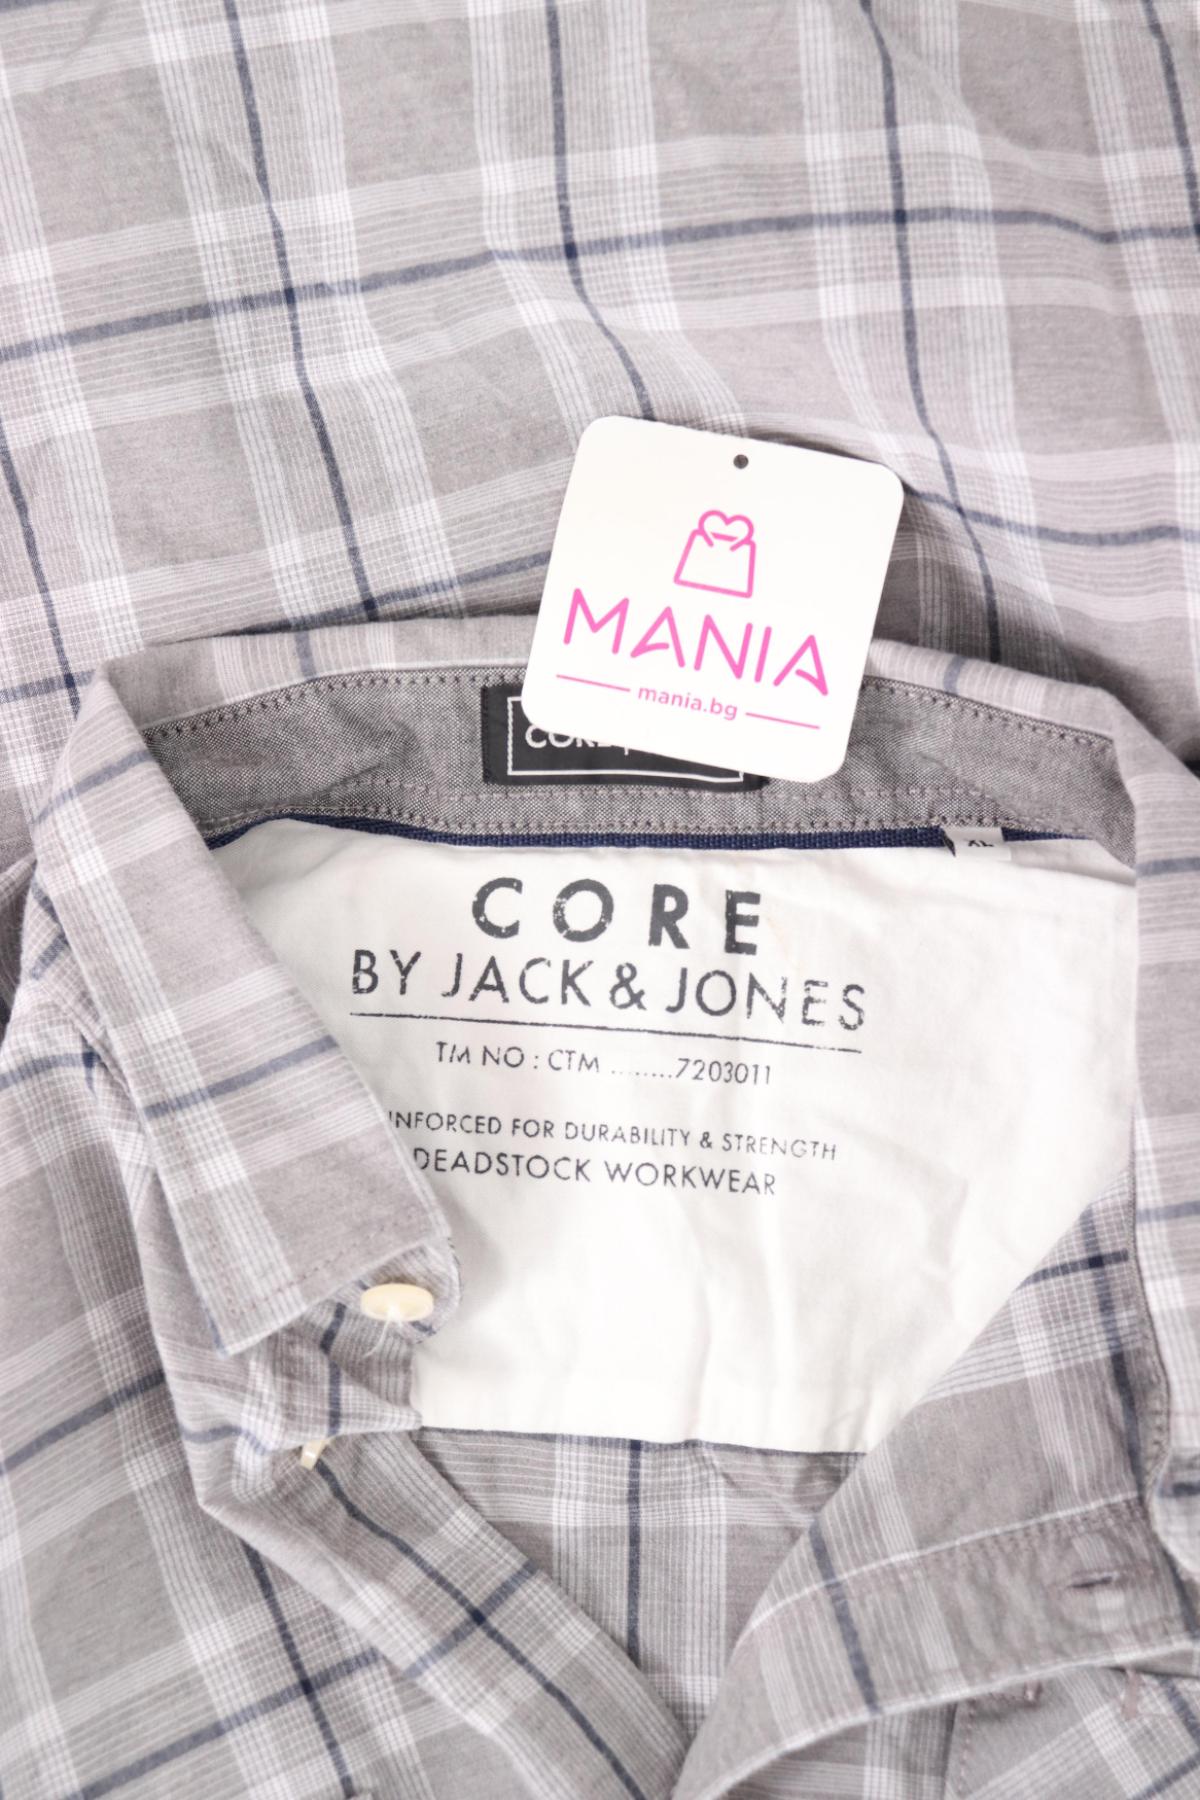 MANIA
mania.bg
CORE
BY JACK & JONES
TM NO : CTM ........7203011
INFORCED FOR DURABILITY & STRENGTH
DEADSTOCK WORKWEAR